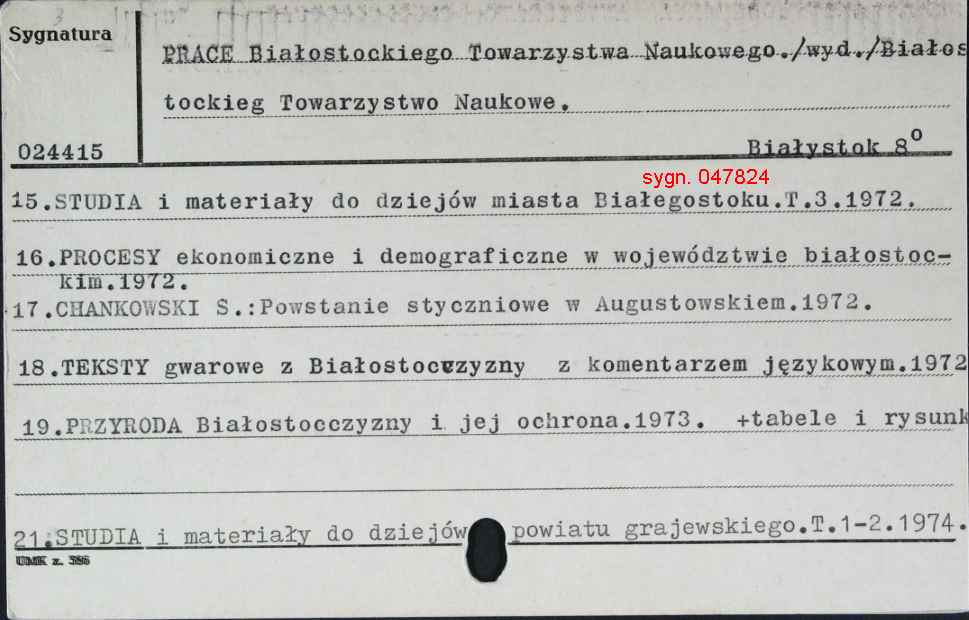 Sygnatura
PRACE Białostockiego Towarzystwa Naukowego./wyd./Białos
tockieg Towarzystwo Naukowe.
024415
Białystok 8°
sygn. 047824
15.STUDIA i materiały do dziejów miasta Białegostoku.T.3.1972.
16.PROCESY ekonomiczne i demograficzne w województwie białostoc-
kim.1972.
17.CHANKOWSKI S.:Powstanie styczniowe w Augustowskiem.1972.
18.TEKSTY gwarowe z Białostocczyzny z komentarzem językowym.1972
19.PRZYRODA Białostocczyzny i jej ochrona.1973. +tabele i rysunk
21.STUDIA i materiały do dziejów powiatu grajewskiego.T.1-2.1974.
UMK z. 386